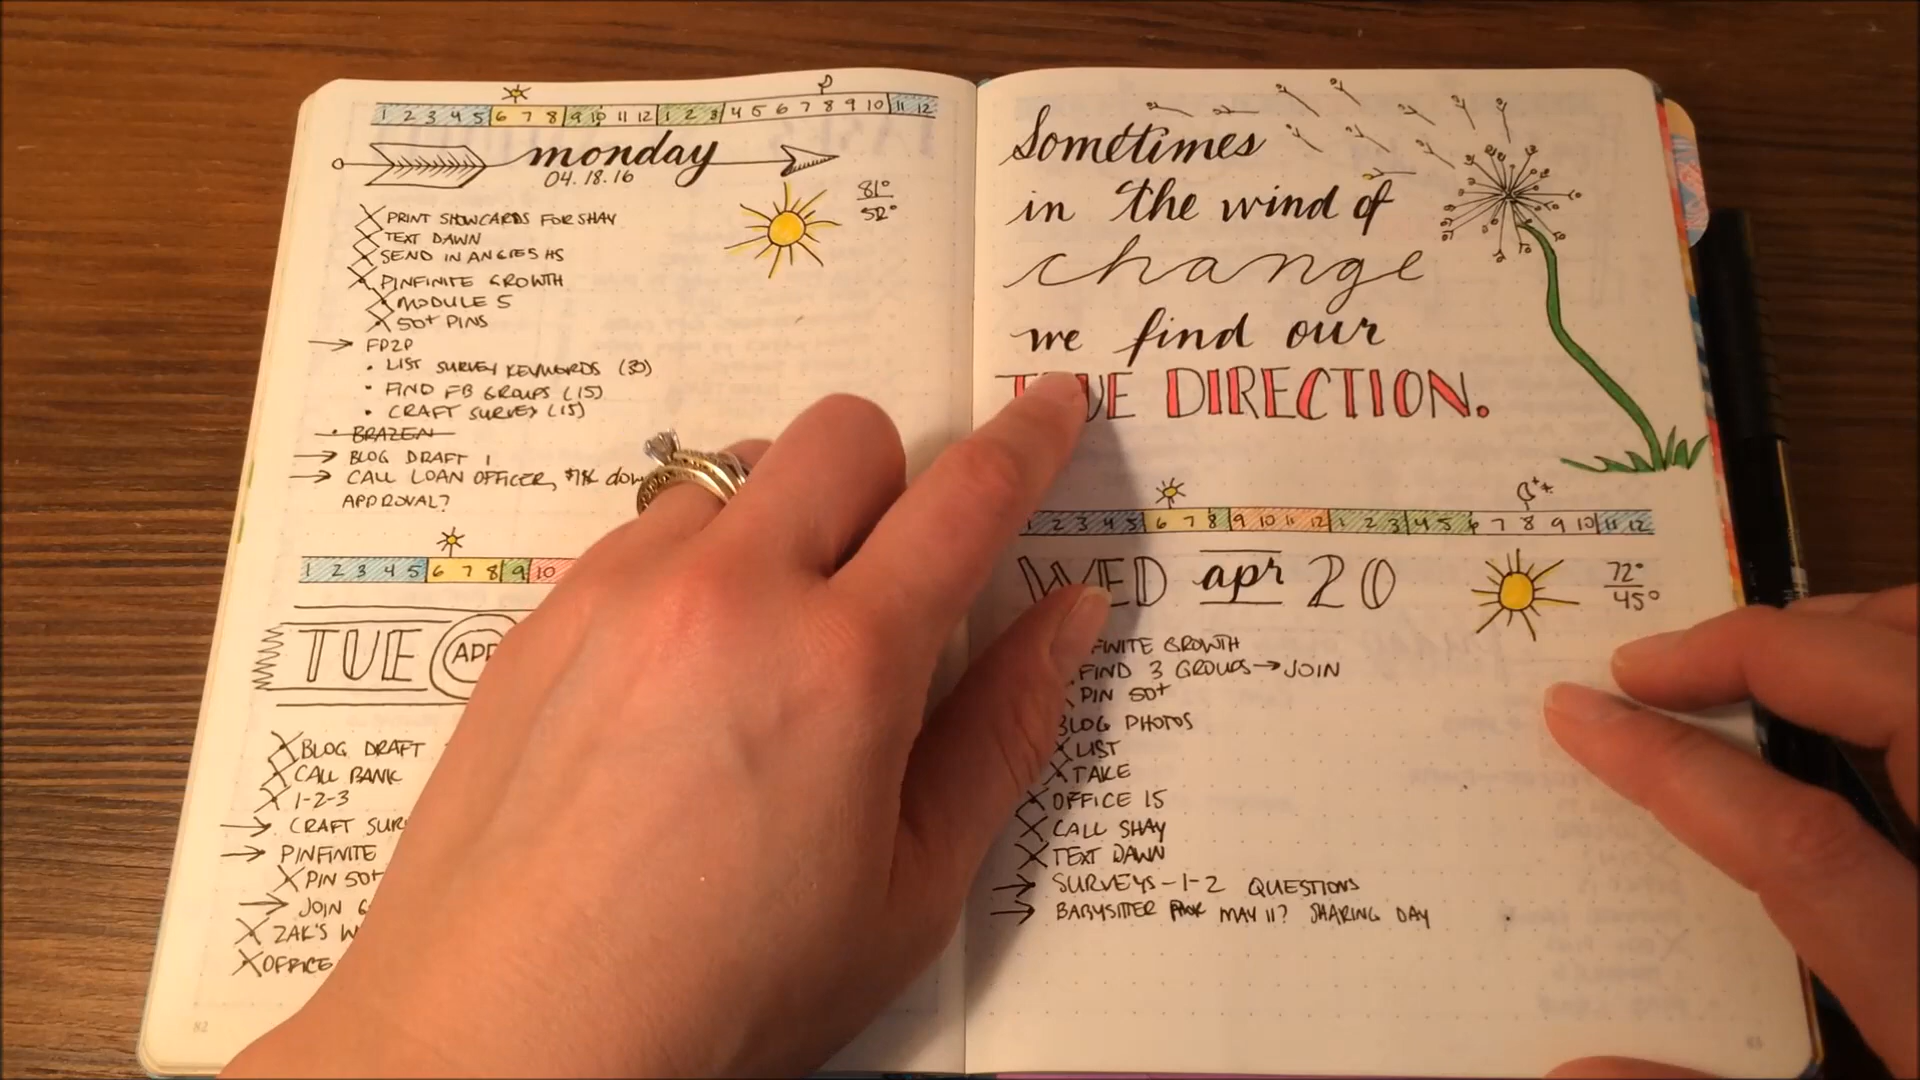 1 2 3 4 5 6 7 8 9 10 11 12 1 2 3 4 5 6 7 8 9 10 11 12
monday
04.18.16
81°
52°
PRINT SHOWCARDS FOR SHAY
TEXT DAWN
SEND IN ANGIES HS
PINFINITE GROWTH
MODULE 5
50+ PINS
FP2P
LIST SURVEY KEYWORDS (30)
FIND FB GROUPS (15)
CRAFT SURVEY (15)
BRAZEN
BLOG DRAFT 1
CALL LOAN OFFICER,
APPROVAL?
1 2 3 4 5 6 7 8 9 10
TUE APR
BLOG DRAFT
CALL BANK
1-2-3
CRAFT SUR
PINFINITE
PIN 50+
JOIN G
ZAK'S W
OFFICE
82
Sometimes
in the wind of
change
we find our
TRUE DIRECTION.
1 2 3 4 5 6 7 8 9 10 11 12 1 2 3 4 5 6 7 8 9 10 11 12
WED apr 20
72°
45°
FINITE GROWTH
FIND 3 GROUPS → JOIN
PIN 50+
BLOG PHOTOS
LIST
TAKE
OFFICE 15
CALL SHAY
TEXT DAWN
SURVEYS - 1-2 QUESTIONS
BABYSITTER MAY 11? SHARING DAY